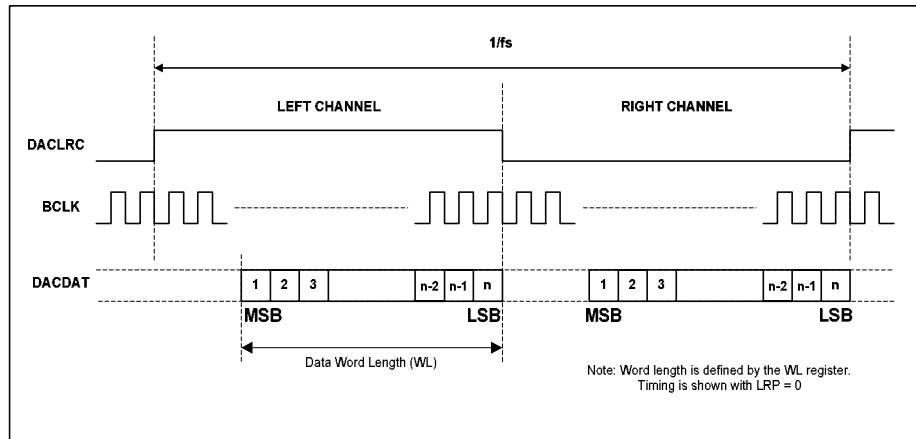 1/fs
LEFT CHANNEL RIGHT CHANNEL
DACLRC
BCLK
DACDAT 1 2 3 n-2 n-1 n 1 2 3 n-2 n-1 n
MSB LSB MSB LSB
Data Word Length (WL)
Note: Word length is defined by the WL register.
Timing is shown with LRP = 0